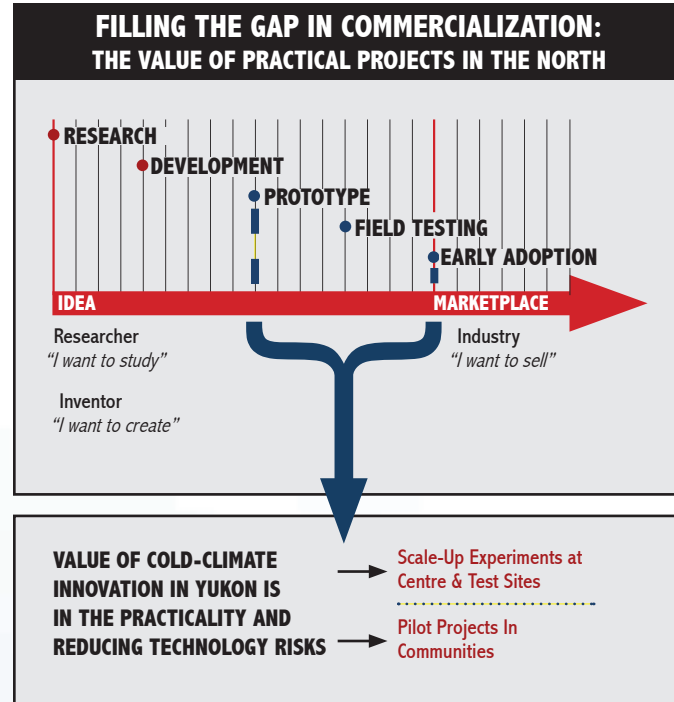 FILLING THE GAP IN COMMERCIALIZATION:
THE VALUE OF PRACTICAL PROJECTS IN THE NORTH
RESEARCH
DEVELOPMENT
PROTOTYPE
FIELD TESTING
EARLY ADOPTION
IDEA
MARKETPLACE
Researcher
“I want to study”
Industry
“I want to sell”
Inventor
“I want to create”
VALUE OF COLD-CLIMATE
INNOVATION IN YUKON IS
IN THE PRACTICALITY AND
REDUCING TECHNOLOGY RISKS
Scale-Up Experiments at
Centre & Test Sites
Pilot Projects In
Communities